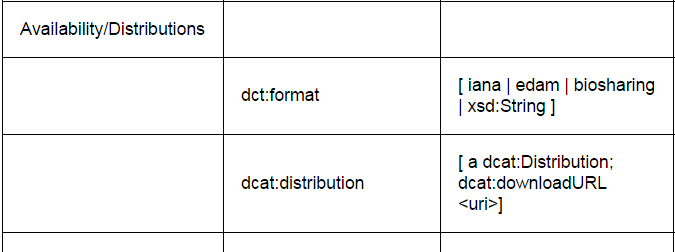 Availability/Distributions
dct:format
[ iana | edam | biosharing
| xsd:String ]
dcat:distribution
[ a dcat:Distribution;
dcat:downloadURL
<uri>]